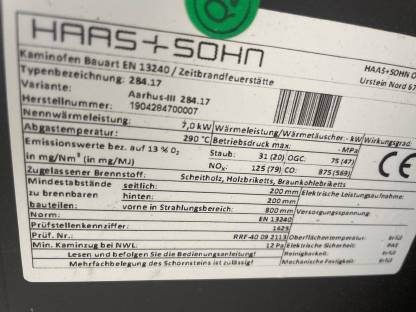 HAAS+SOHN
HAAS+SOHN
Kaminofen Bauart EN 13240 / Zeitbrandfeuerstätte
Urstein Nord 67
Typenbezeichnung: 284.17
Variante: Aarhus-III 284.17
Herstellnummer: 1904284700007
Nennwärmeleistung: 7,0 kW Wärmeleistung/Wärmetäuscher: - kW Wirkungsgrad:
Abgastemperatur: 290 °C Betriebsdruck max: - MPa
Emissionswerte bez. auf 13 % O₂ Staub: 31 (20) OGC: 75 (47)
in mg/Nm³ (in mg/MJ) NOₓ: 125 (79) CO: 875 (569) CE
Zugelassener Brennstoff: Scheitholz, Holzbriketts, Braunkohlebriketts
Mindestabstände seitlich: 200 mm Elektrische Leistungsaufnahme:
zu brennbaren hinten: 200 mm
bauteilen: vorne in Strahlungsbereich: 800 mm Versorgungsspannung:
Norm: EN 13240
Prüfstellenkennziffer: 1625
Prüf. Nr.: RRF-40 09 2113 Oberflächentemperatur: erfüllt
Min. Kaminzug bei NWL: 12 Pa Elektrische Sicherheit:
Lesen und befolgen Sie die Bedienungsanleitung! Reinigbarkeit:
Mehrfachbelegung des Schornsteins ist zulässig! Mechanische Festigkeit: